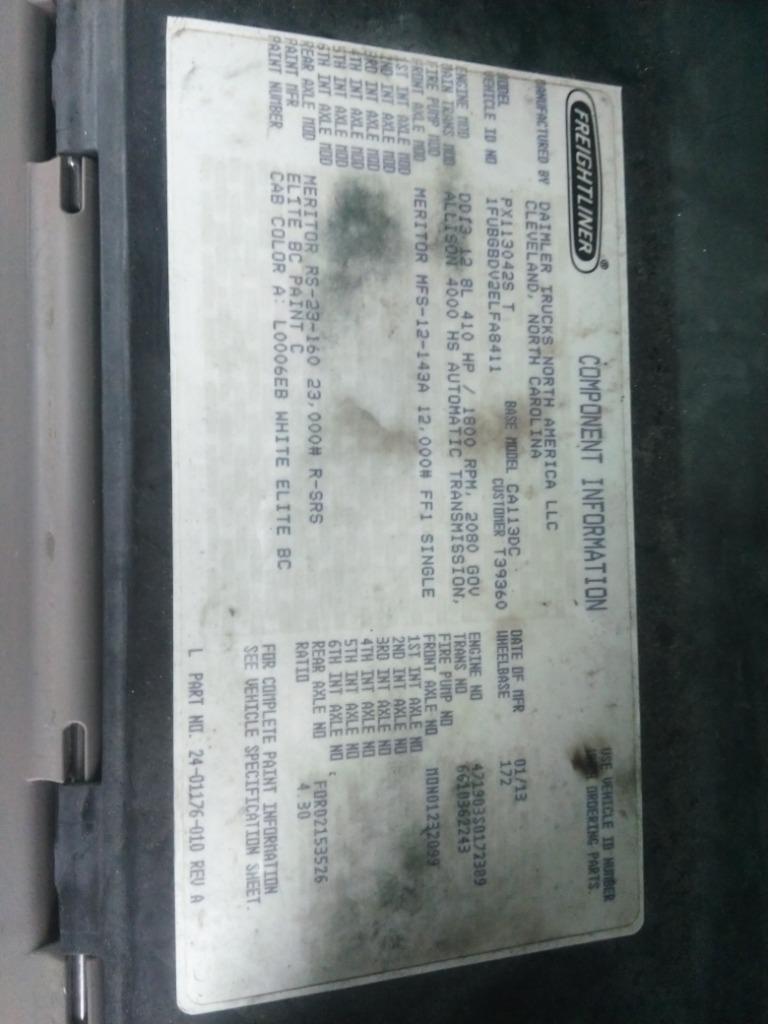 FREIGHTLINER®
COMPONENT INFORMATION
USE VEHICLE ID NUMBER
WHEN ORDERING PARTS.
MANUFACTURED BY DAIMLER TRUCKS NORTH AMERICA LLC
CLEVELAND, NORTH CAROLINA
MODEL PX113042S T BASE MODEL CA113DC DATE OF MFR 01/13
VEHICLE ID NO 1FUBGBDV2ELFA8411 CUSTOMER T39360 WHEELBASE 172
ENGINE MOD DD13 12 8L 410 HP / 1800 RPM, 2080 GOV ENGINE NO 471903S0172389
MAIN TRANS MOD ALLISON 4000 HS AUTOMATIC TRANSMISSION, TRANS NO 6610362243
FIRE PUMP MOD FIRE PUMP NO
FRONT AXLE MOD MERITOR MFS-12-143A 12,000# FF1 SINGLE FRONT AXLE NO NON01232099
1ST INT AXLE MOD 1ST INT AXLE NO
2ND INT AXLE MOD 2ND INT AXLE NO
3RD INT AXLE MOD 3RD INT AXLE NO
4TH INT AXLE MOD 4TH INT AXLE NO
5TH INT AXLE MOD 5TH INT AXLE NO
6TH INT AXLE MOD 6TH INT AXLE NO
REAR AXLE MOD MERITOR RS-23-160 23,000# R-SRS REAR AXLE NO FDR02153526
PAINT MFR ELITE BC PAINT C RATIO 4 30
PAINT NUMBER CAB COLOR A: L0006EB WHITE ELITE BC
FOR COMPLETE PAINT INFORMATION
SEE VEHICLE SPECIFICATION SHEET.
L PART NO. 24-01176-010 REV A